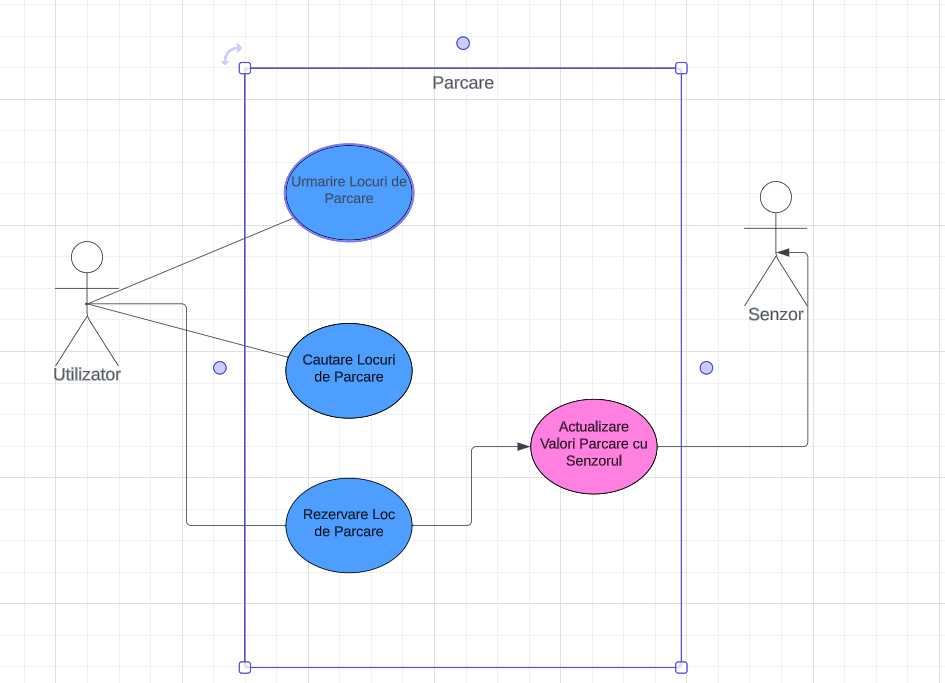 Parcare
Urmarire Locuri de
Parcare
Utilizator
Senzor
Cautare Locuri
de Parcare
Actualizare
Valori Parcare cu
Senzorul
Rezervare Loc
de Parcare